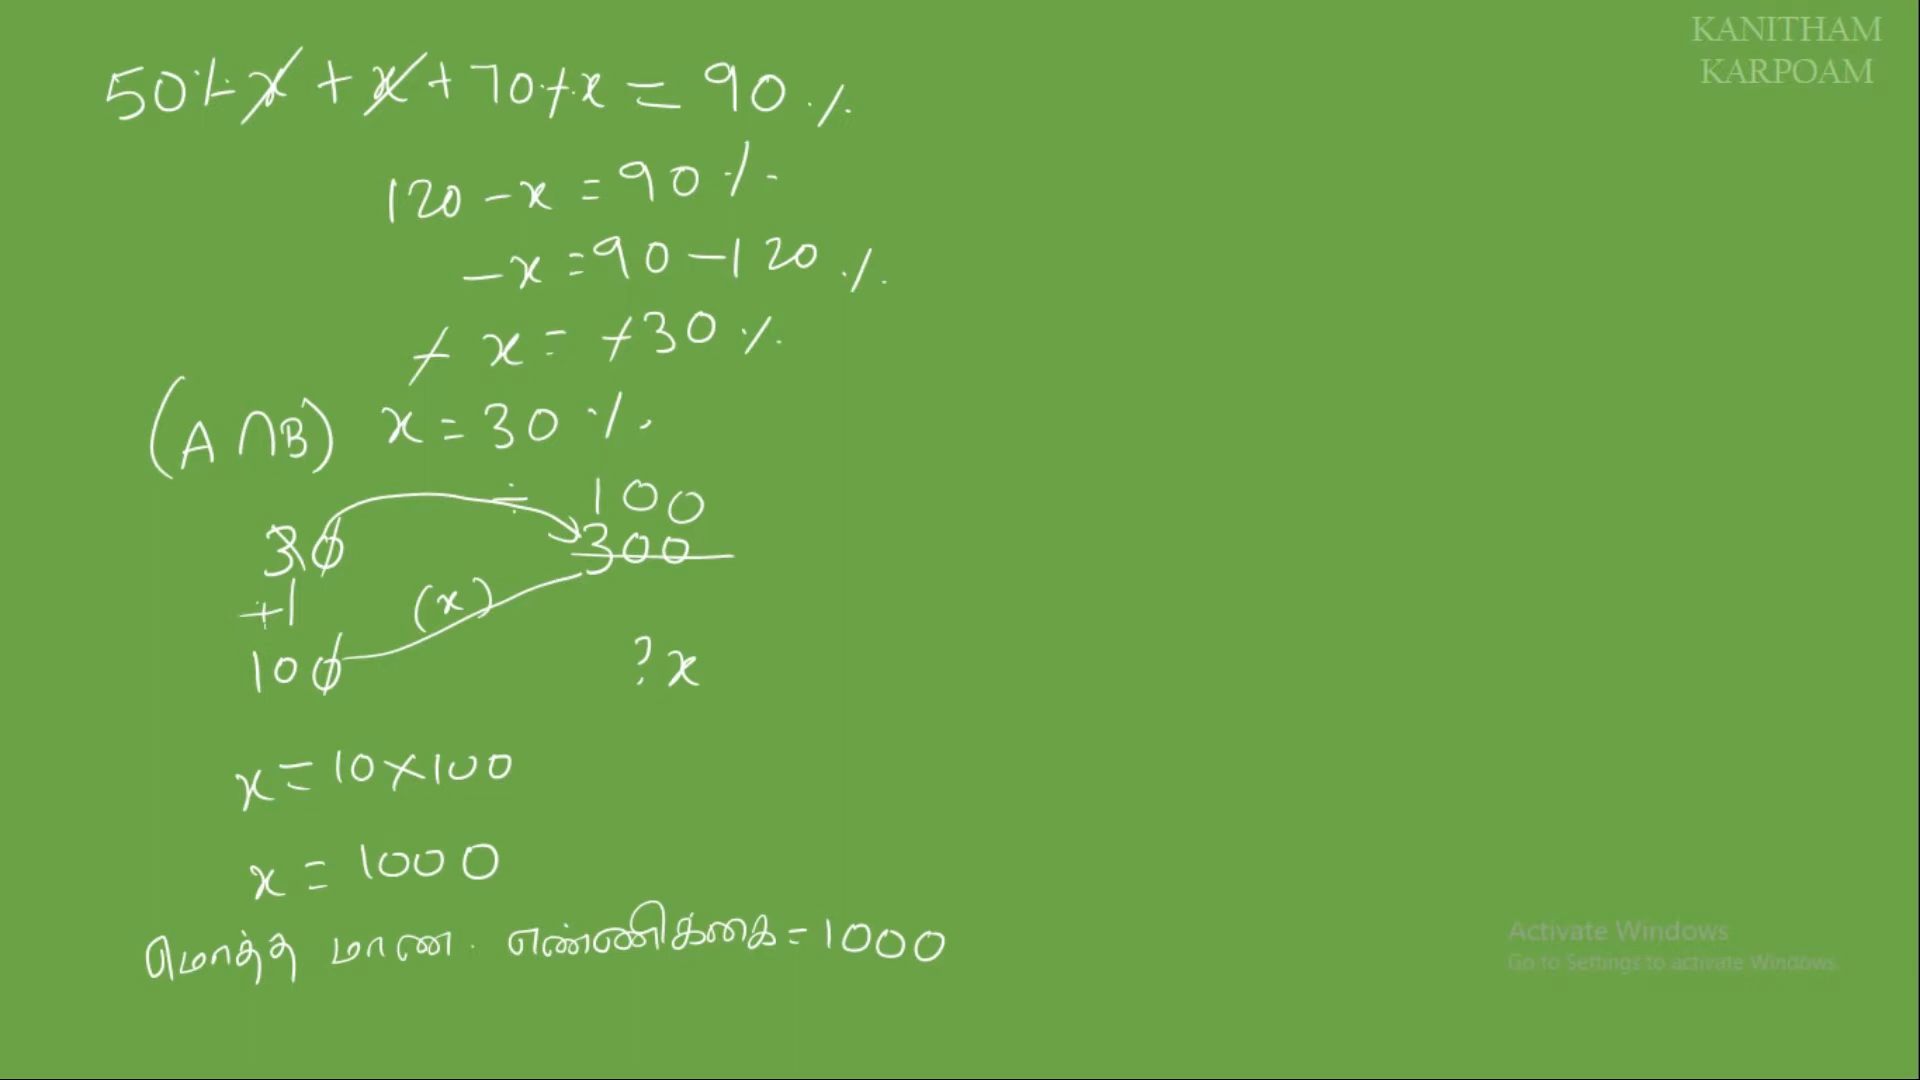 KANITHAM
KARPOAM
50% - x + x + 70% - x = 90%
120 - x = 90%
-x = 90 - 120%
+ x = +30%
(A∩B) x = 30%
÷ 100
30 300
+1 (x)
100 ? x
x = 10 × 100
x = 1000
மொத்த மாண. எண்ணிக்கை = 1000
Activate Windows
Go to Settings to activate Windows.